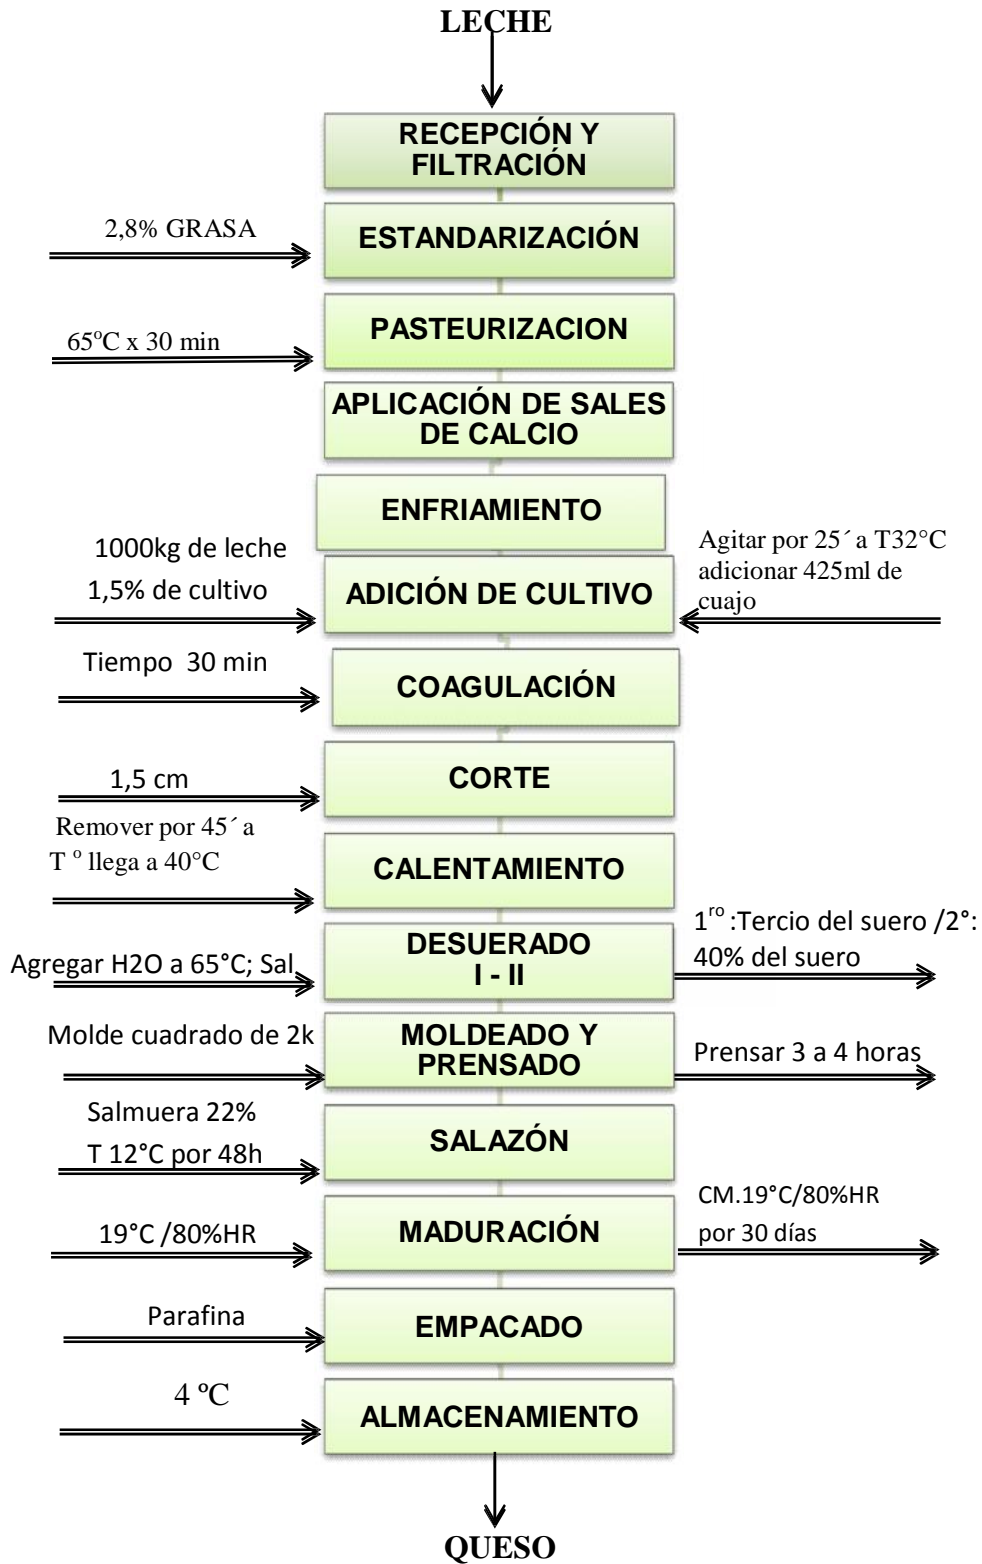 LECHE
RECEPCIÓN Y
FILTRACIÓN
2,8% GRASA
ESTANDARIZACIÓN
65°C x 30 min
PASTEURIZACION
APLICACIÓN DE SALES
DE CALCIO
ENFRIAMIENTO
1000kg de leche
1,5% de cultivo
ADICIÓN DE CULTIVO
Agitar por 25´ a T32°C
adicionar 425ml de
cuajo
Tiempo 30 min
COAGULACIÓN
1,5 cm
CORTE
Remover por 45´ a
T º llega a 40°C
CALENTAMIENTO
Agregar H2O a 65°C; Sal
DESUERADO
I - II
1ro :Tercio del suero /2°:
40% del suero
Molde cuadrado de 2k
MOLDEADO Y
PRENSADO
Prensar 3 a 4 horas
Salmuera 22%
T 12°C por 48h
SALAZÓN
19°C /80%HR
MADURACIÓN
CM.19°C/80%HR
por 30 días
Parafina
EMPACADO
4 ºC
ALMACENAMIENTO
QUESO